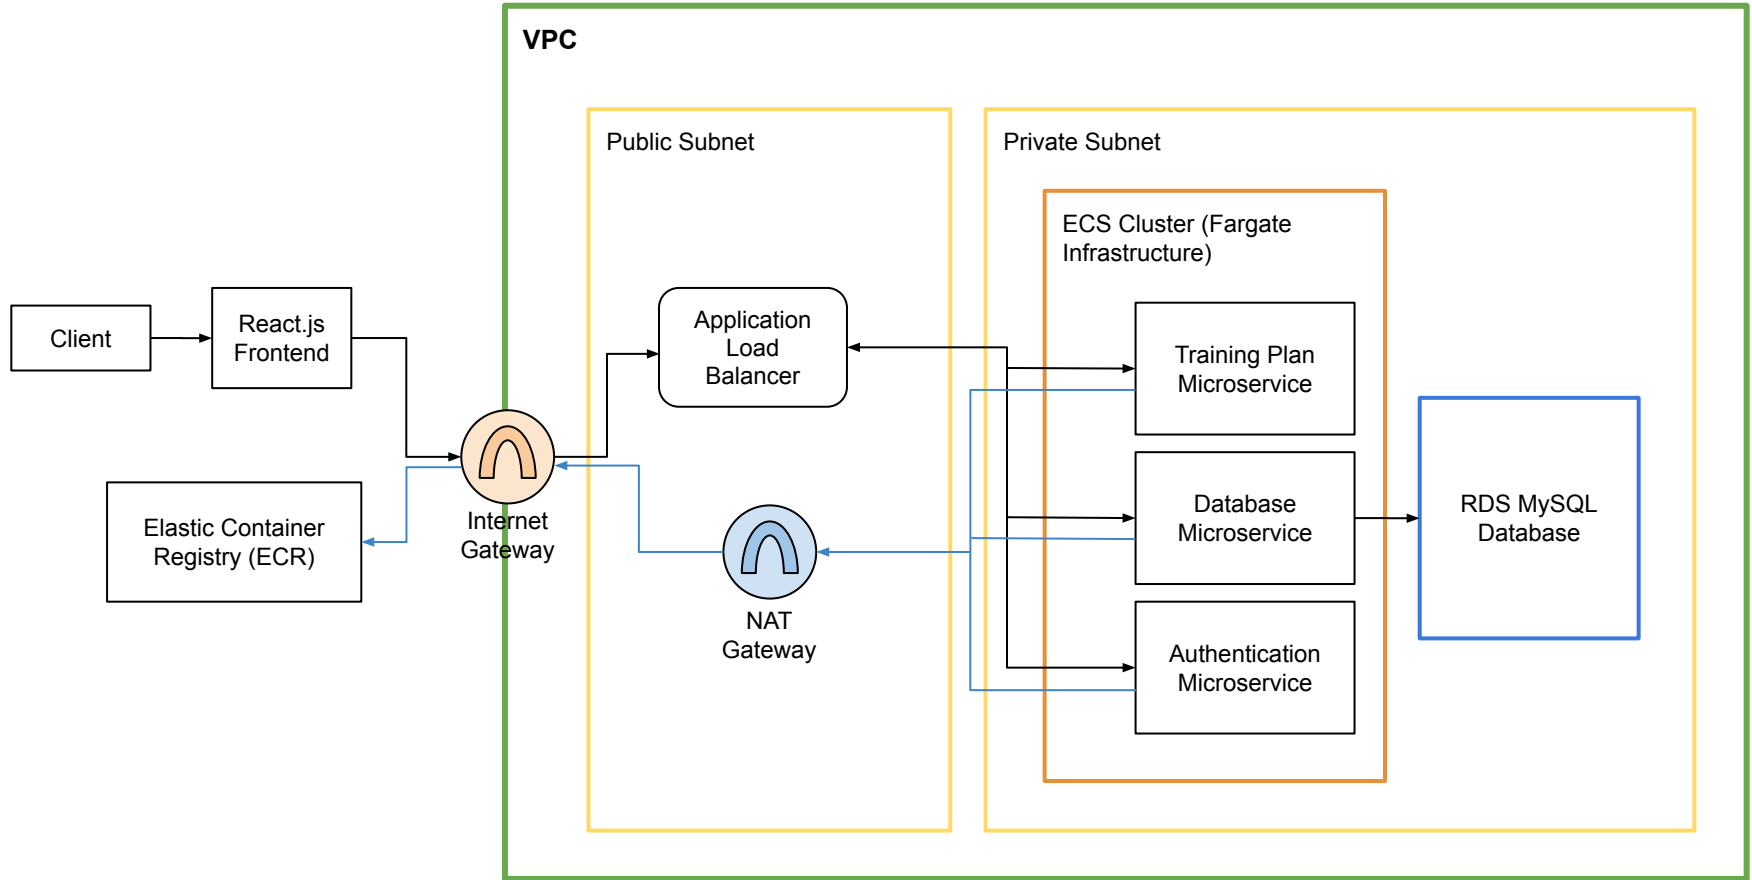 VPC
Public Subnet
Private Subnet
ECS Cluster (Fargate
Infrastructure)
Client
React.js
Frontend
Application
Load
Balancer
Training Plan
Microservice
Elastic Container
Registry (ECR)
Internet
Gateway
NAT
Gateway
Database
Microservice
RDS MySQL
Database
Authentication
Microservice